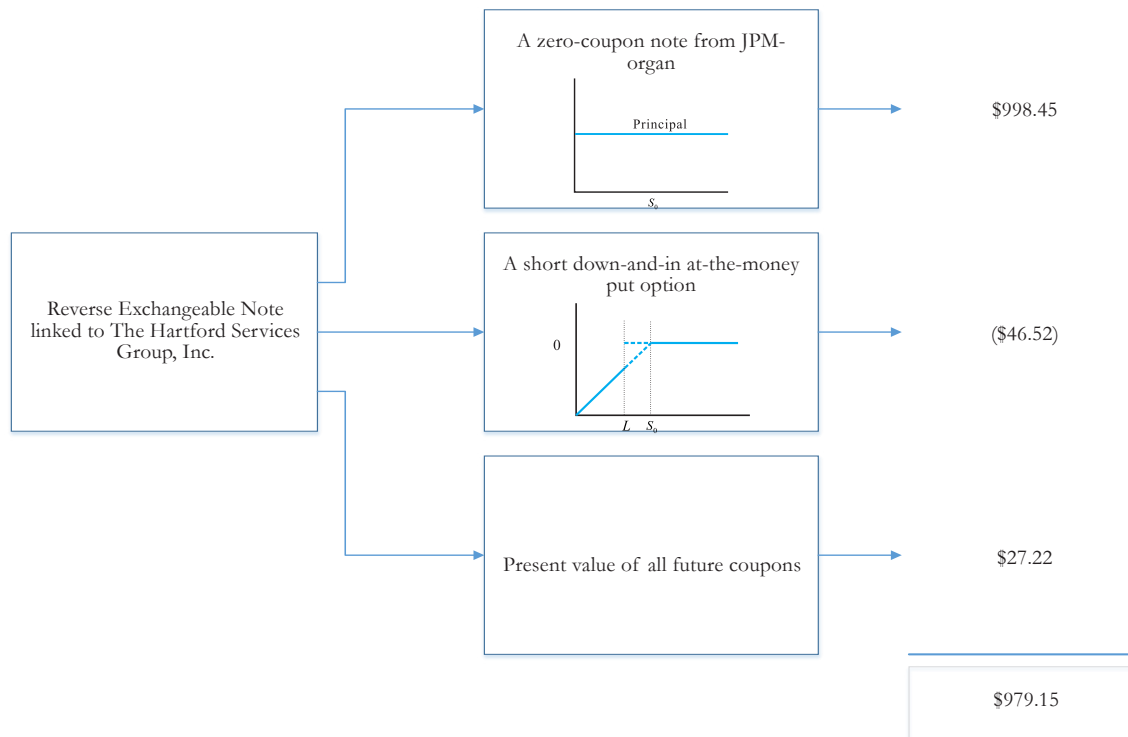 A zero-coupon note from JPM-
organ
Principal
S₀
$998.45
Reverse Exchangeable Note
linked to The Hartford Services
Group, Inc.
A short down-and-in at-the-money
put option
0
L S₀
($46.52)
Present value of all future coupons
$27.22
$979.15